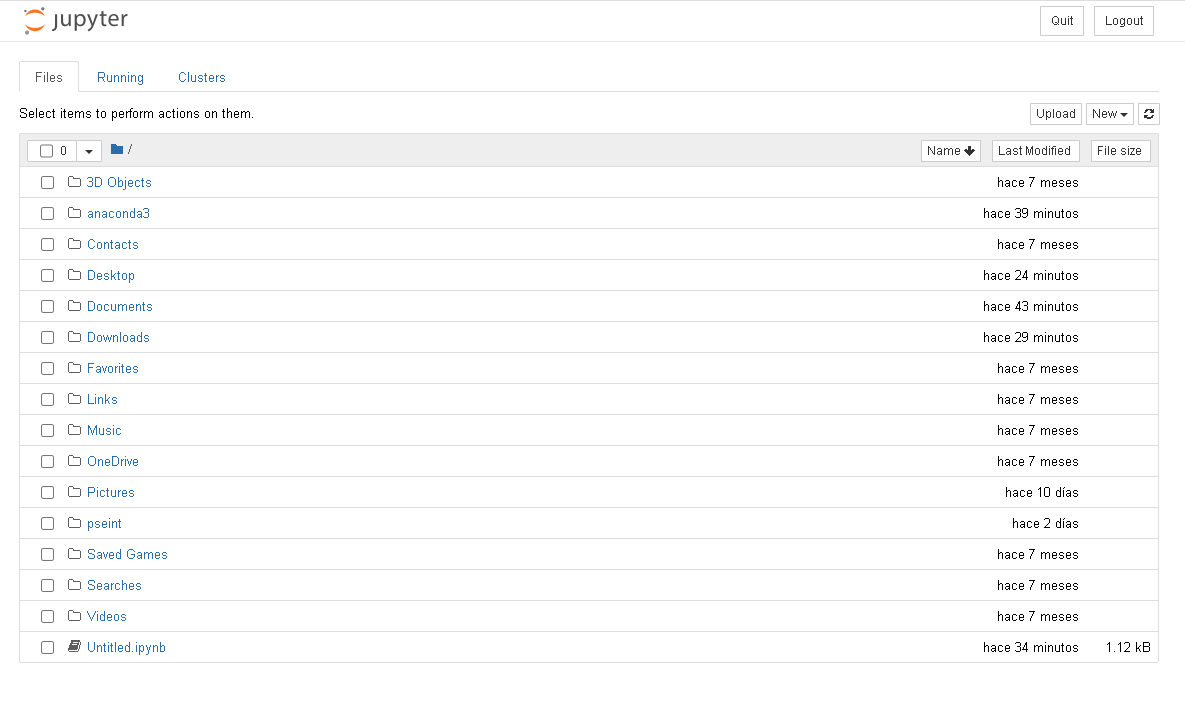 jupyter Quit Logout
Files Running Clusters
Select items to perform actions on them. Upload New
0 / Name Last Modified File size
3D Objects hace 7 meses
anaconda3 hace 39 minutos
Contacts hace 7 meses
Desktop hace 24 minutos
Documents hace 43 minutos
Downloads hace 29 minutos
Favorites hace 7 meses
Links hace 7 meses
Music hace 7 meses
OneDrive hace 7 meses
Pictures hace 10 días
pseint hace 2 días
Saved Games hace 7 meses
Searches hace 7 meses
Videos hace 7 meses
Untitled.ipynb hace 34 minutos 1.12 kB